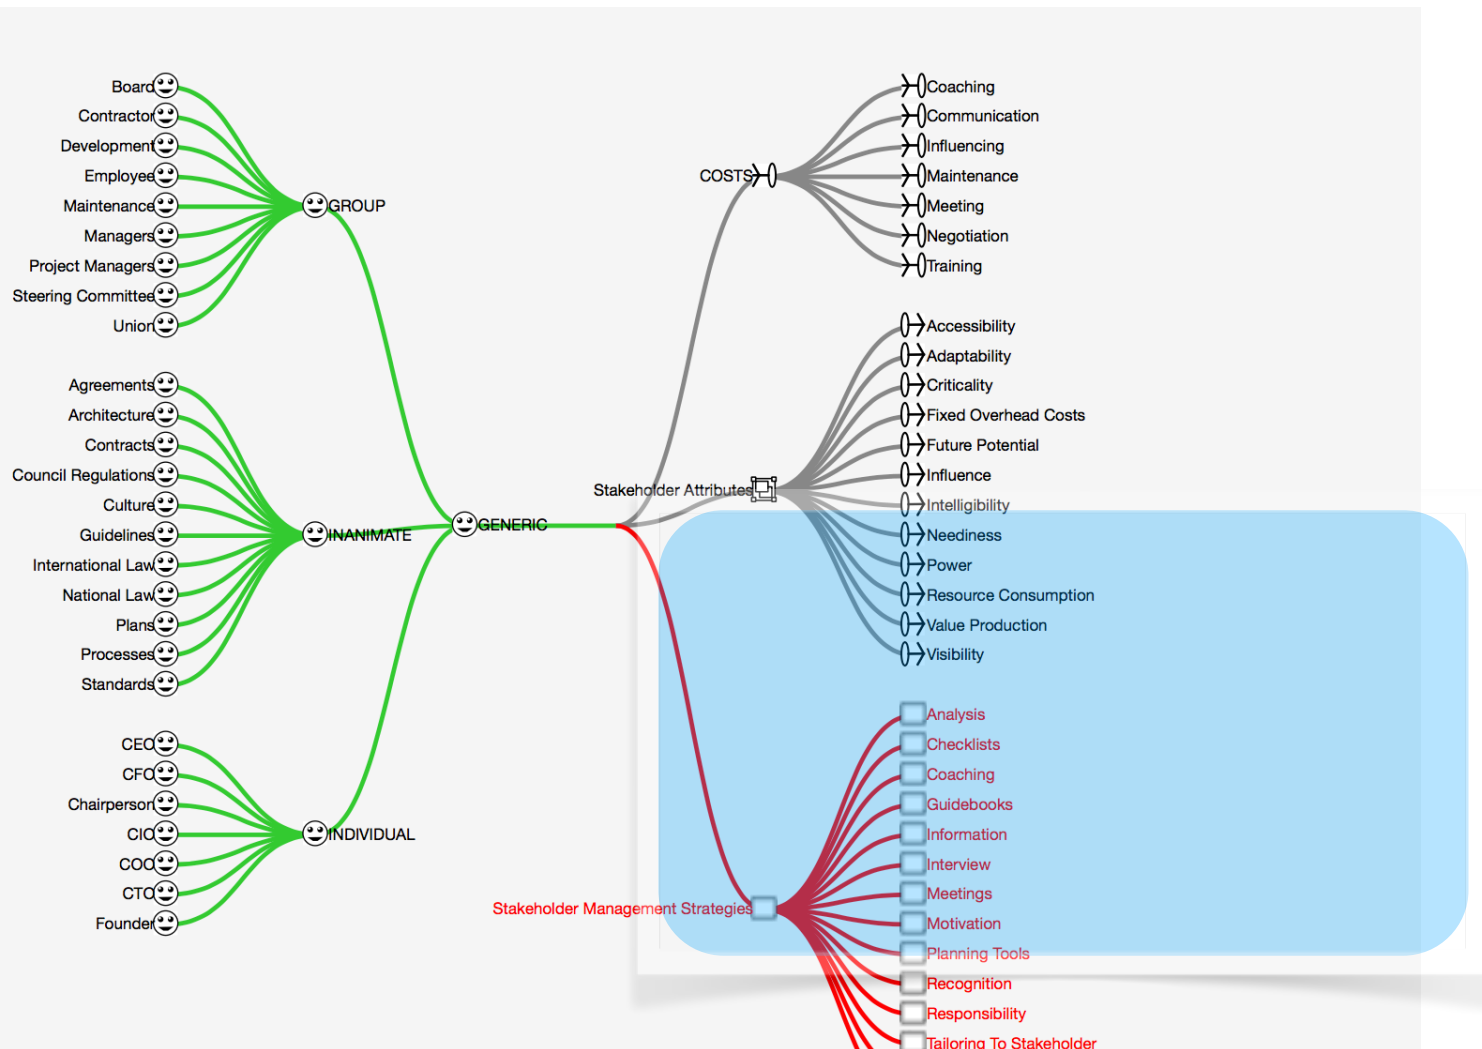 Board
Contractor
Development
Employee
Maintenance
Managers
Project Managers
Steering Committee
Union
GROUP
Agreements
Architecture
Contracts
Council Regulations
Culture
Guidelines
International Law
National Law
Plans
Processes
Standards
INANIMATE
GENERIC
CEO
CFO
Chairperson
CIO
COO
CTO
Founder
INDIVIDUAL
COSTS
Coaching
Communication
Influencing
Maintenance
Meeting
Negotiation
Training
Stakeholder Attributes
Accessibility
Adaptability
Criticality
Fixed Overhead Costs
Future Potential
Influence
Intelligibility
Neediness
Power
Resource Consumption
Value Production
Visibility
Stakeholder Management Strategies
Analysis
Checklists
Coaching
Guidebooks
Information
Interview
Meetings
Motivation
Planning Tools
Recognition
Responsibility
Tailoring To Stakeholder